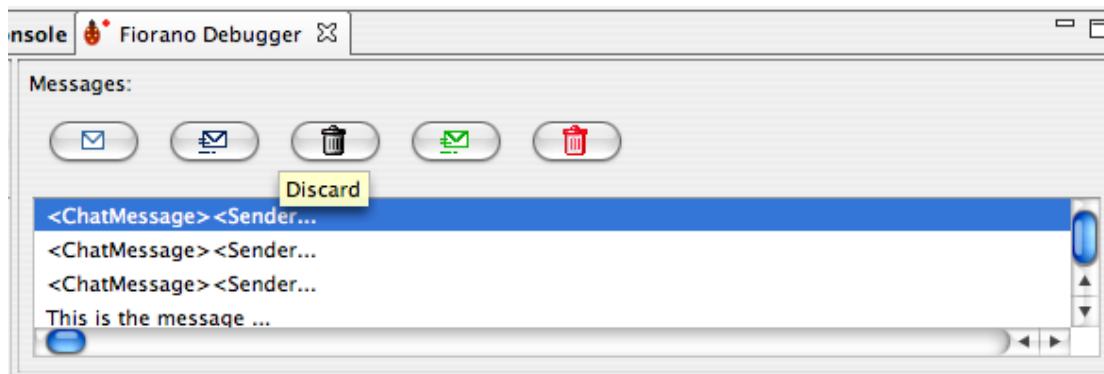 nsole Fiorano Debugger
Messages:
Discard
<ChatMessage><Sender...
<ChatMessage><Sender...
<ChatMessage><Sender...
This is the message ...